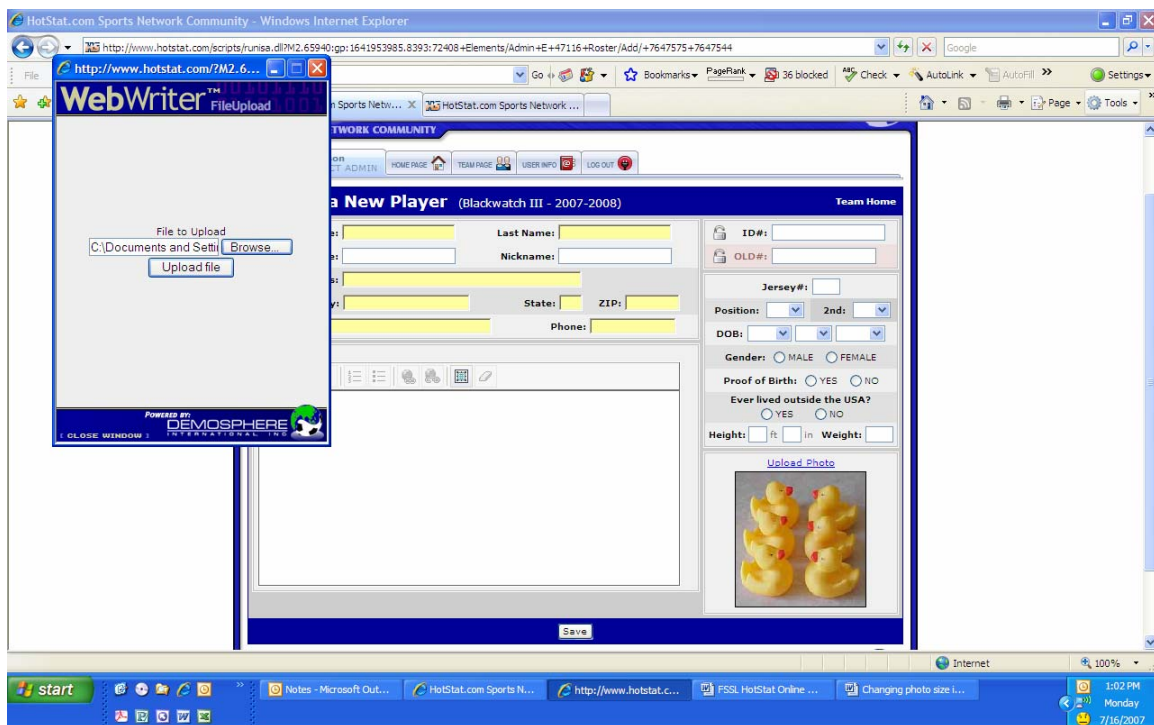 HotStat.com Sports Network Community - Windows Internet Explorer
http://www.hotstat.com/scripts/runisa.dll?M2.65940:gp:1641953985.8393:72408+Elements/Admin+E+47116+Roster/Add/+7647575+7647544
Google
File
Go
Bookmarks
PageRank
36 blocked
Check
AutoLink
AutoFill
Settings
http://www.hotstat.com/?M2.6...
WebWriter™ FileUpload
n Sports Netw...
HotStat.com Sports Network ...
Page
Tools
TWORK COMMUNITY
on
CT ADMIN
HOME PAGE
TEAM PAGE
USER INFO
LOG OUT
a New Player (Blackwatch III - 2007-2008)
Team Home
File to Upload
C:\Documents and Setti
Browse...
Upload file
e:
Last Name:
ID#:
e:
Nickname:
OLD#:
s:
Jersey#:
y:
State:
ZIP:
Position:
2nd:
Phone:
DOB:
Gender: MALE FEMALE
Proof of Birth: YES NO
Ever lived outside the USA?
YES NO
Height: ft in Weight:
POWERED BY:
DEMOSPHERE
INTERNATIONAL INC
[ CLOSE WINDOW ]
Upload Photo
Save
Internet
100%
start
Notes - Microsoft Out...
HotStat.com Sports N...
http://www.hotstat.c...
FSSL HotStat Online ...
Changing photo size i...
1:02 PM
Monday
7/16/2007